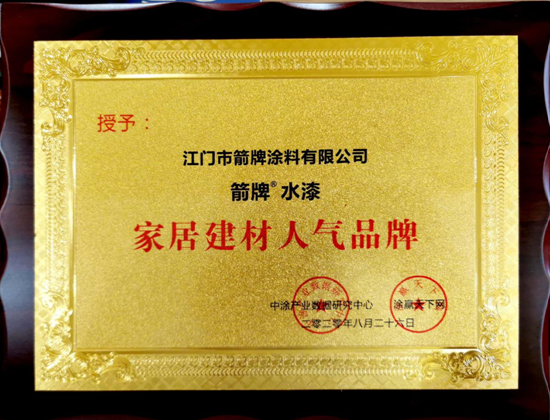 授予：
江门市箭牌涂料有限公司
箭牌®水漆
家居建材人气品牌
中涂产业数据研究中心 涂赢天下网
二零二零年八月二十六日